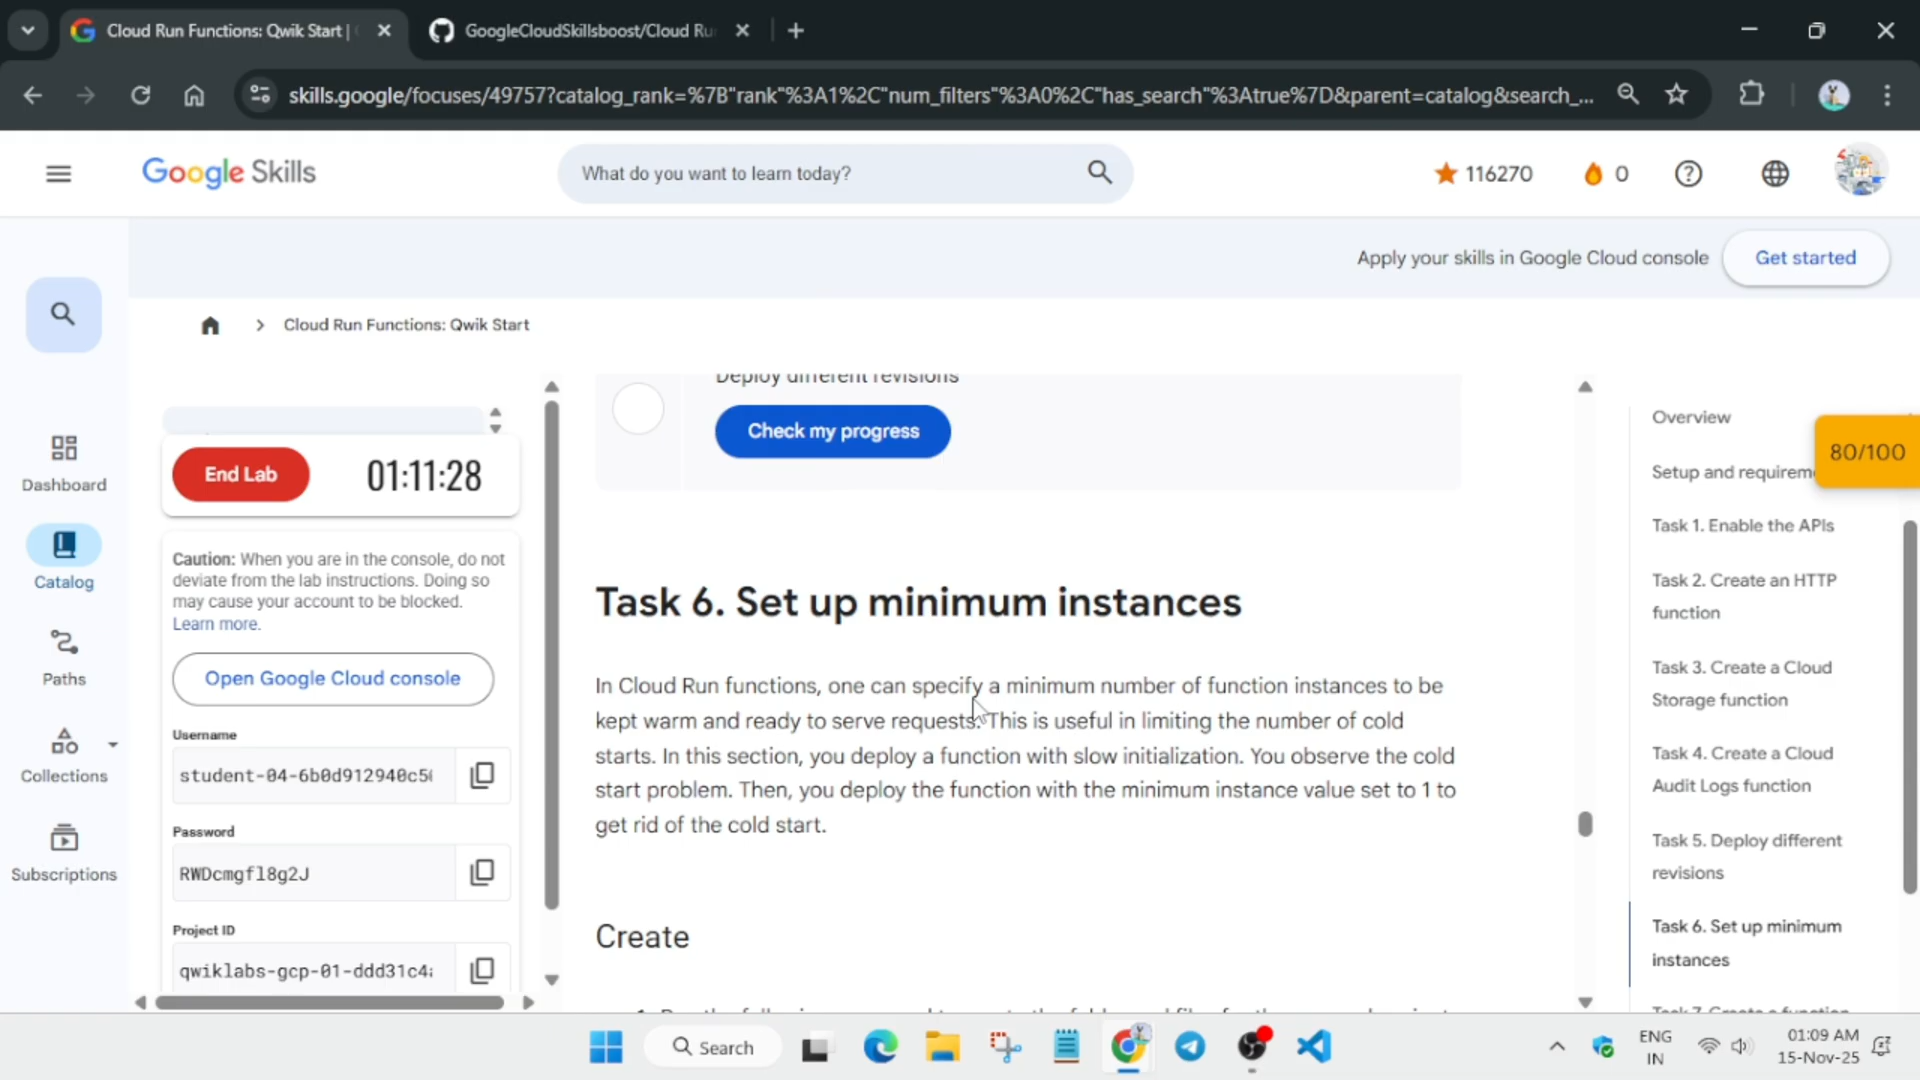 Cloud Run Functions: Qwik Start |
GoogleCloudSkillsboost/Cloud Ru
skills.google/focuses/49757?catalog_rank=%7B"rank"%3A1%2C"num_filters"%3A0%2C"has_search"%3Atrue%7D&parent=catalog&search_...
Google Skills
What do you want to learn today?
116270
0
Apply your skills in Google Cloud console
Get started
Cloud Run Functions: Qwik Start
Dashboard
Catalog
Paths
Collections
Subscriptions
End Lab
01:11:28
Caution: When you are in the console, do not
deviate from the lab instructions. Doing so
may cause your account to be blocked.
Learn more.
Open Google Cloud console
Username
student-04-6b0d912940c50
Password
RWDcmgfl8g2J
Project ID
qwiklabs-gcp-01-ddd31c4a
Deploy different revisions
Check my progress
Task 6. Set up minimum instances
In Cloud Run functions, one can specify a minimum number of function instances to be
kept warm and ready to serve requests. This is useful in limiting the number of cold
starts. In this section, you deploy a function with slow initialization. You observe the cold
start problem. Then, you deploy the function with the minimum instance value set to 1 to
get rid of the cold start.
Create
Overview
80/100
Setup and requirem
Task 1. Enable the APIs
Task 2. Create an HTTP
function
Task 3. Create a Cloud
Storage function
Task 4. Create a Cloud
Audit Logs function
Task 5. Deploy different
revisions
Task 6. Set up minimum
instances
Search
ENG
IN
01:09 AM
15-Nov-25